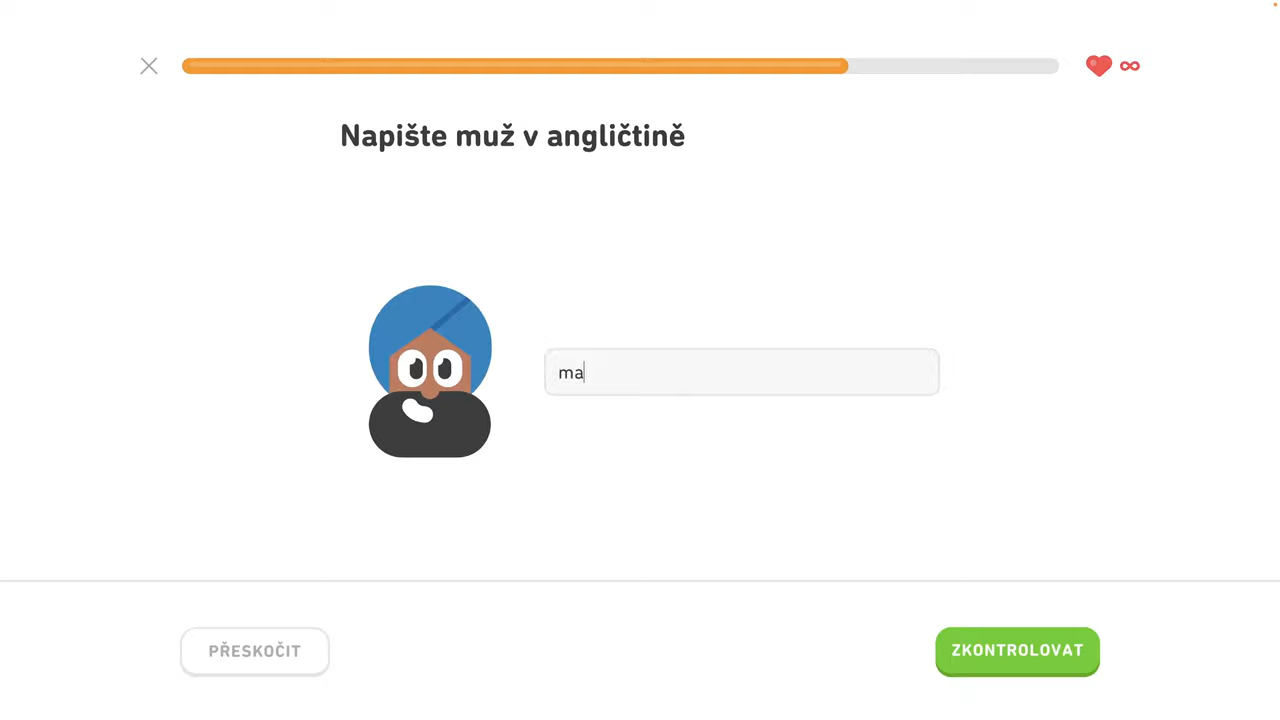 ∞
Napište muž v angličtině
ma
PŘESKOČIT
ZKONTROLOVAT